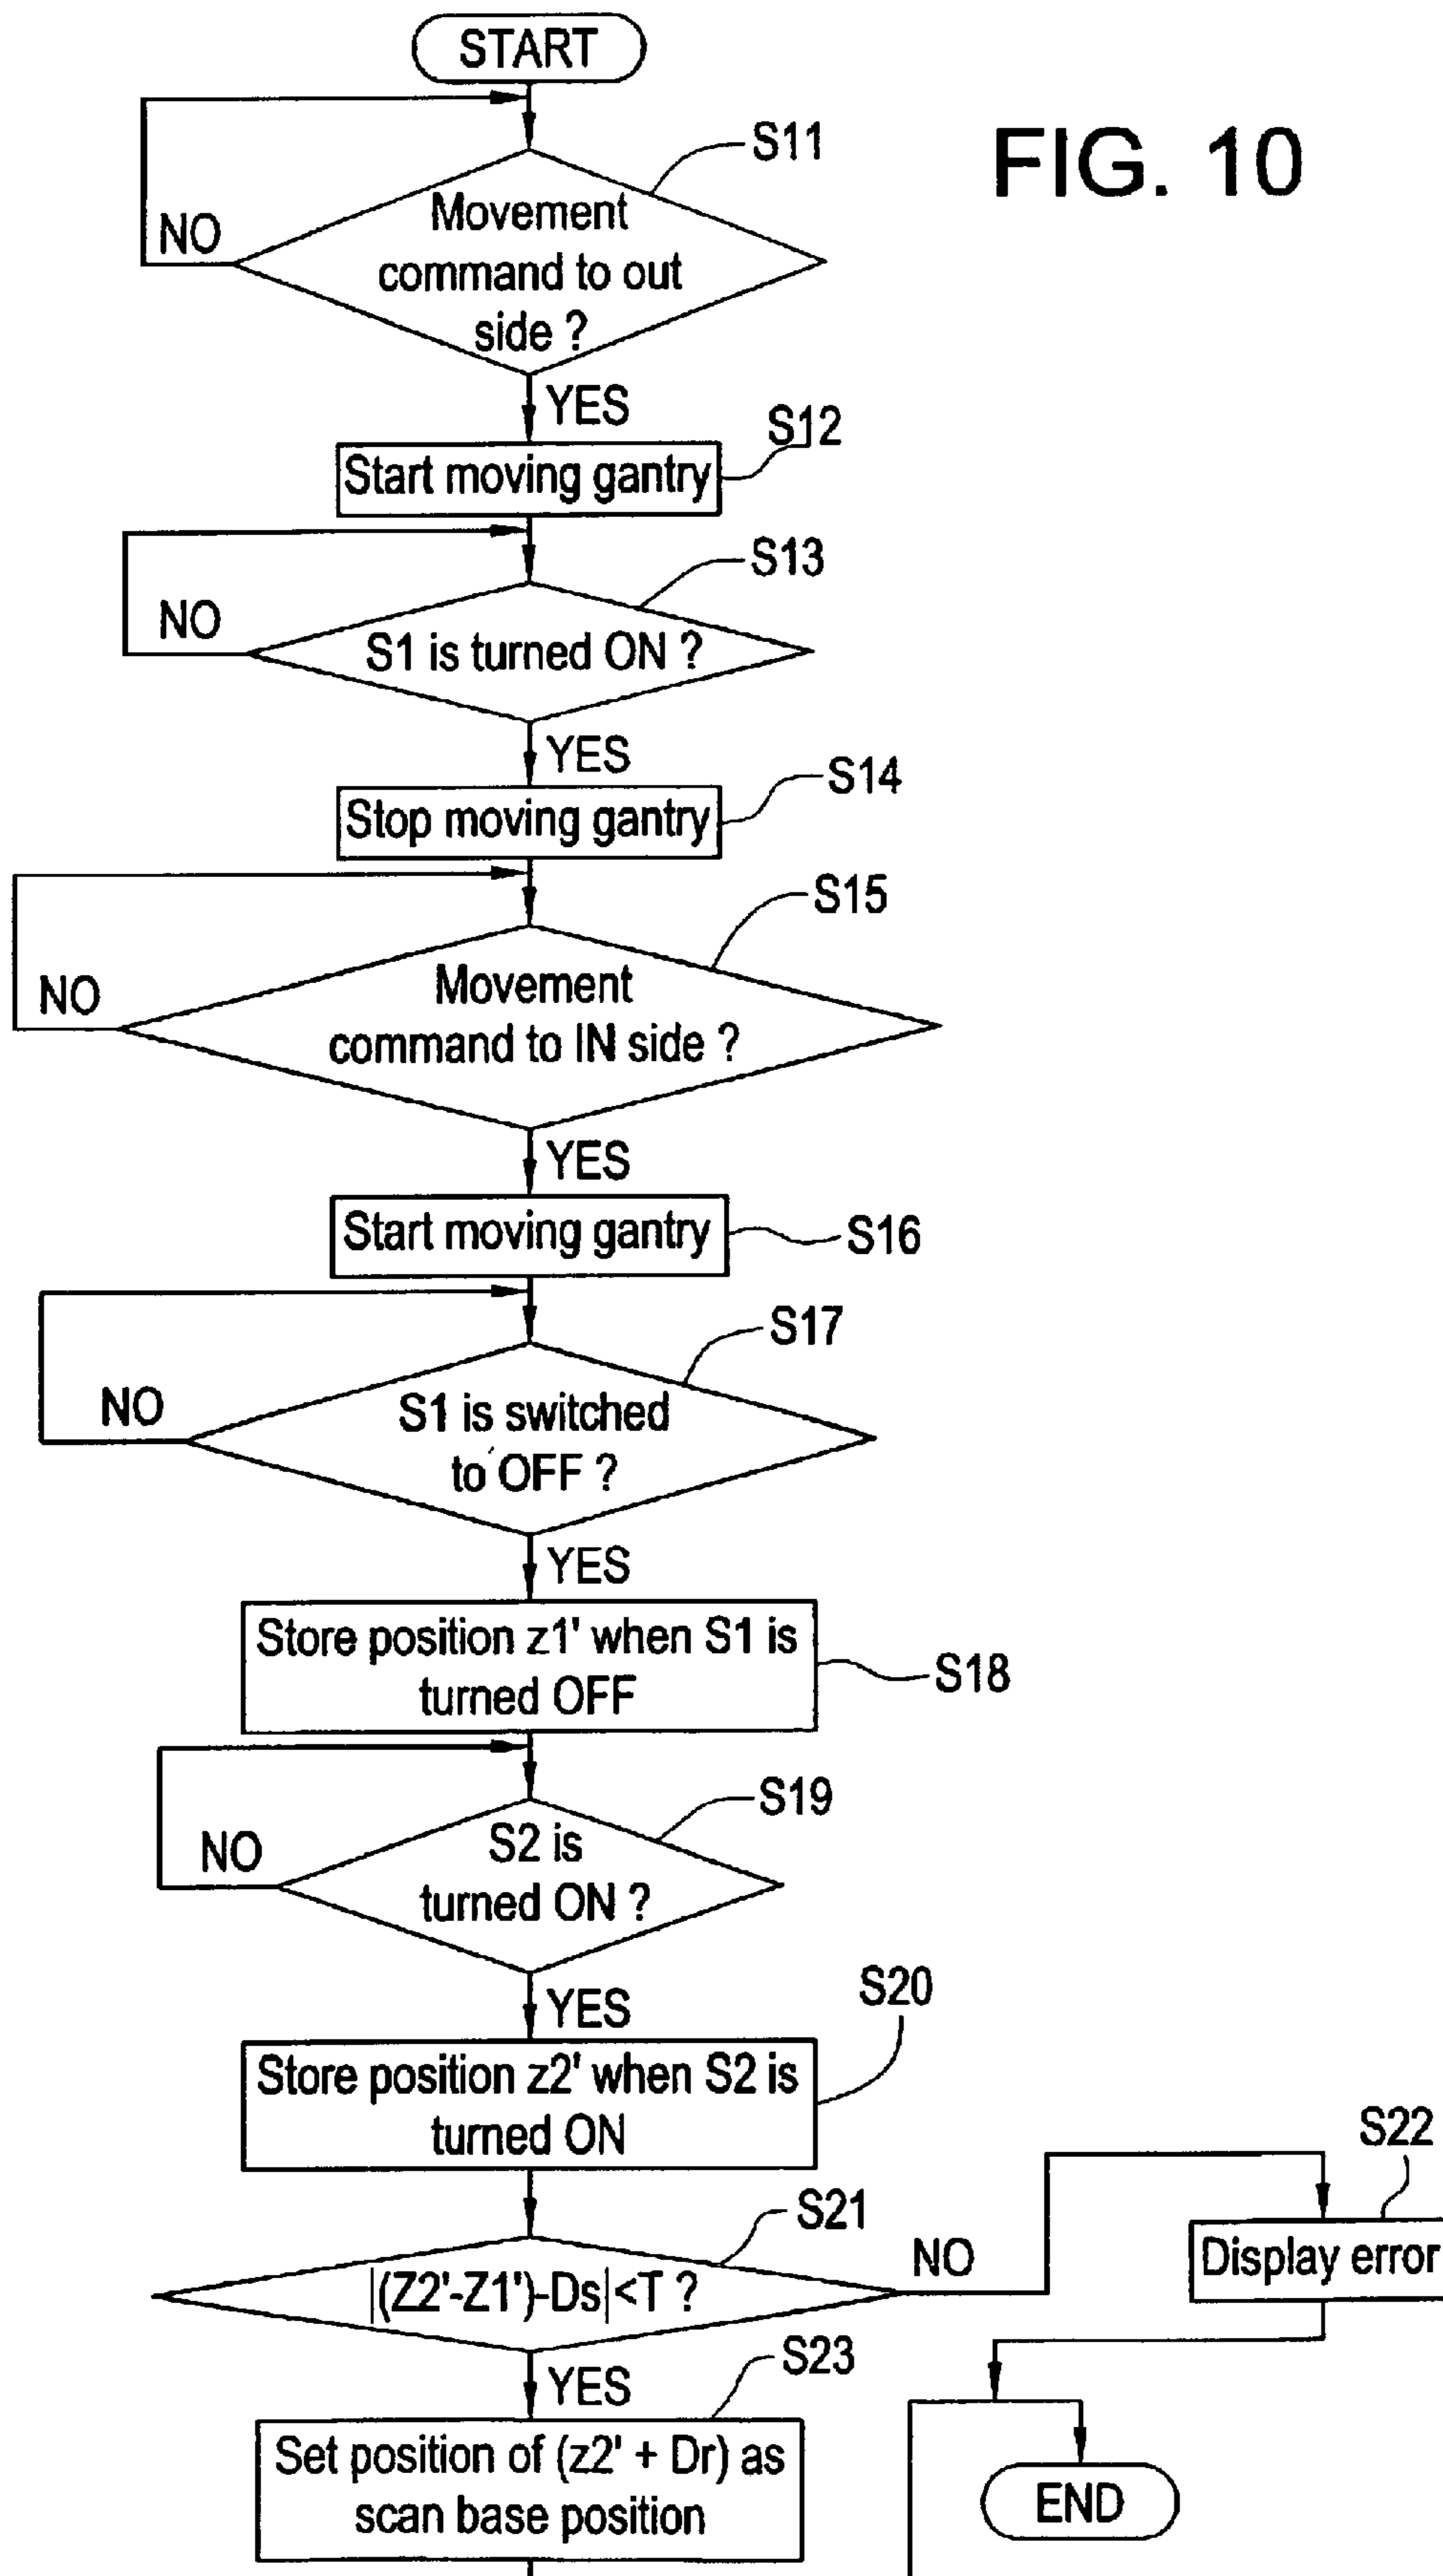 START
FIG. 10
S11
Movement
command to out
side ?
NO
YES
S12
Start moving gantry
S13
NO
S1 is turned ON ?
YES
S14
Stop moving gantry
S15
Movement
command to IN side ?
NO
YES
Start moving gantry
S16
S17
NO
S1 is switched
to OFF ?
YES
Store position z1' when S1 is
turned OFF
S18
S19
NO
S2 is
turned ON ?
YES
S20
Store position z2' when S2 is
turned ON
S21
|(Z2'-Z1')-Ds|<T ?
NO
S22
Display error
YES
S23
Set position of (z2' + Dr) as
scan base position
END